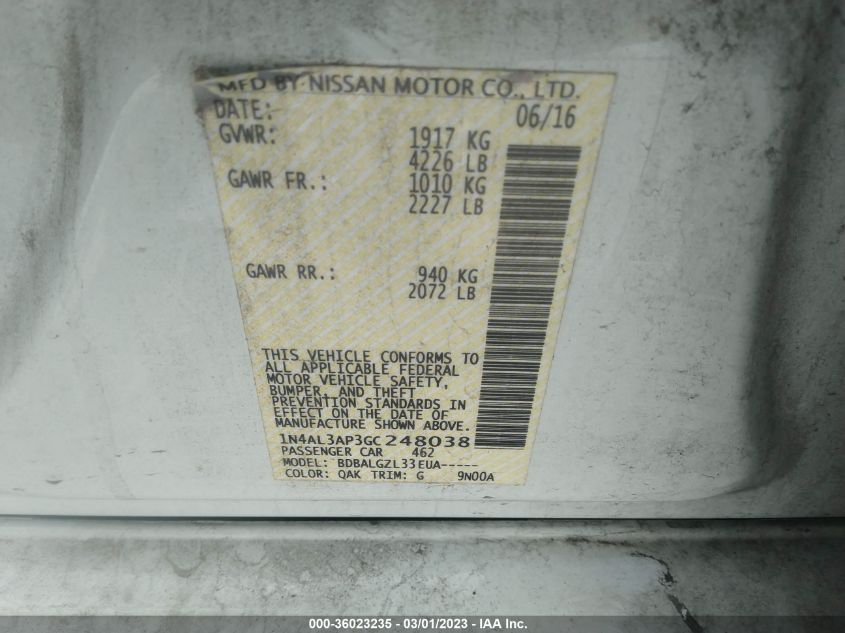 MFD BY NISSAN MOTOR CO., LTD.
DATE: 06/16
GVWR: 1917 KG
4226 LB
GAWR FR.: 1010 KG
2227 LB
GAWR RR.: 940 KG
2072 LB
THIS VEHICLE CONFORMS TO
ALL APPLICABLE FEDERAL
MOTOR VEHICLE SAFETY,
BUMPER, AND THEFT
PREVENTION STANDARDS IN
EFFECT ON THE DATE OF
MANUFACTURE SHOWN ABOVE.
1N4AL3AP3GC248038
PASSENGER CAR 462
MODEL: BDBALGZL33EUA-----
COLOR: QAK TRIM: G 9N00A
000-36023235 - 03/01/2023 - IAA Inc.